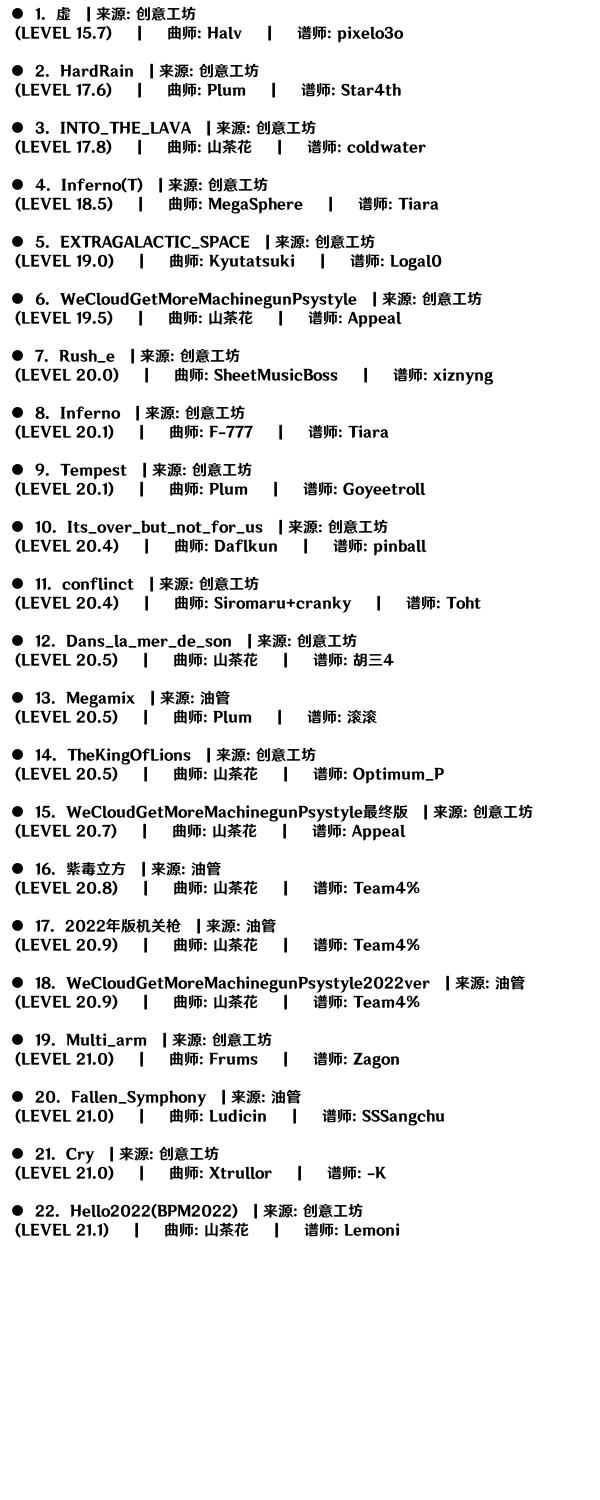 ● 1. 虚 | 来源: 创意工坊
(LEVEL 15.7) | 曲师: Halv | 谱师: pixelo3o
● 2. HardRain | 来源: 创意工坊
(LEVEL 17.6) | 曲师: Plum | 谱师: Star4th
● 3. INTO_THE_LAVA | 来源: 创意工坊
(LEVEL 17.8) | 曲师: 山茶花 | 谱师: coldwater
● 4. Inferno(T) | 来源: 创意工坊
(LEVEL 18.5) | 曲师: MegaSphere | 谱师: Tiara
● 5. EXTRAGALACTIC_SPACE | 来源: 创意工坊
(LEVEL 19.0) | 曲师: Kyutatsuki | 谱师: Logal0
● 6. WeCloudGetMoreMachinegunPsystyle | 来源: 创意工坊
(LEVEL 19.5) | 曲师: 山茶花 | 谱师: Appeal
● 7. Rush_e | 来源: 创意工坊
(LEVEL 20.0) | 曲师: SheetMusicBoss | 谱师: xiznyng
● 8. Inferno | 来源: 创意工坊
(LEVEL 20.1) | 曲师: F-777 | 谱师: Tiara
● 9. Tempest | 来源: 创意工坊
(LEVEL 20.1) | 曲师: Plum | 谱师: Goyeetroll
● 10. Its_over_but_not_for_us | 来源: 创意工坊
(LEVEL 20.4) | 曲师: Daflkun | 谱师: pinball
● 11. conflinct | 来源: 创意工坊
(LEVEL 20.4) | 曲师: Siromaru+cranky | 谱师: Toht
● 12. Dans_la_mer_de_son | 来源: 创意工坊
(LEVEL 20.5) | 曲师: 山茶花 | 谱师: 胡三4
● 13. Megamix | 来源: 油管
(LEVEL 20.5) | 曲师: Plum | 谱师: 滚滚
● 14. TheKingOfLions | 来源: 创意工坊
(LEVEL 20.5) | 曲师: 山茶花 | 谱师: Optimum_P
● 15. WeCloudGetMoreMachinegunPsystyle最终版 | 来源: 创意工坊
(LEVEL 20.7) | 曲师: 山茶花 | 谱师: Appeal
● 16. 紫毒立方 | 来源: 油管
(LEVEL 20.8) | 曲师: 山茶花 | 谱师: Team4%
● 17. 2022年版机关枪 | 来源: 油管
(LEVEL 20.9) | 曲师: 山茶花 | 谱师: Team4%
● 18. WeCloudGetMoreMachinegunPsystyle2022ver | 来源: 油管
(LEVEL 20.9) | 曲师: 山茶花 | 谱师: Team4%
● 19. Multi_arm | 来源: 创意工坊
(LEVEL 21.0) | 曲师: Frums | 谱师: Zagon
● 20. Fallen_Symphony | 来源: 油管
(LEVEL 21.0) | 曲师: Ludicin | 谱师: SSSangchu
● 21. Cry | 来源: 创意工坊
(LEVEL 21.0) | 曲师: Xtrullor | 谱师: -K
● 22. Hello2022(BPM2022) | 来源: 创意工坊
(LEVEL 21.1) | 曲师: 山茶花 | 谱师: Lemoni